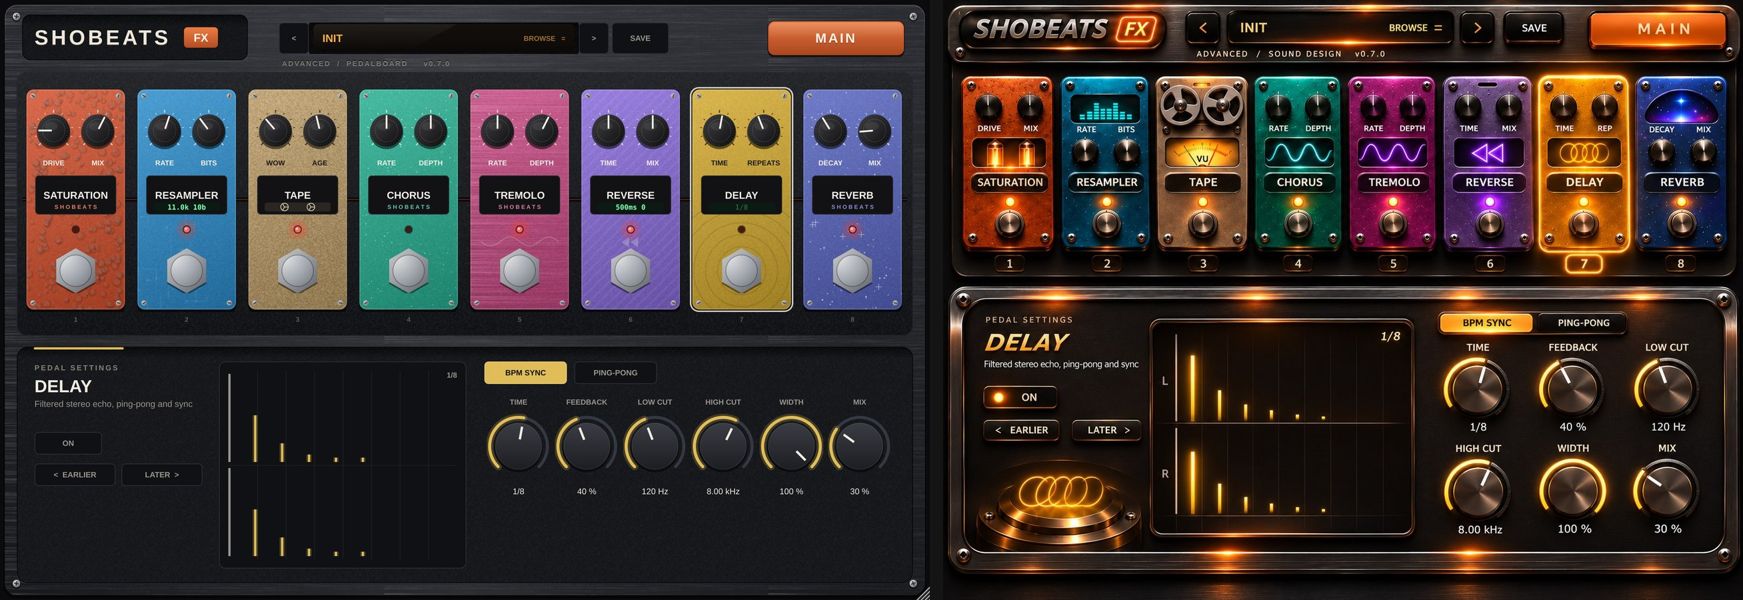 SHOBEATS FX
< INIT BROWSE = > SAVE
MAIN
ADVANCED / PEDALBOARD v0.7.0
DRIVE MIX RATE BITS WOW AGE RATE DEPTH RATE DEPTH TIME MIX TIME REPEATS DECAY MIX
SATURATION RESAMPLER TAPE CHORUS TREMOLO REVERSE DELAY REVERB
SHOBEATS 11.0k 10b SHOBEATS SHOBEATS 500ms 0 1/8 SHOBEATS
1 2 3 4 5 6 7 8
PEDAL SETTINGS
DELAY
Filtered stereo echo, ping-pong and sync
ON
< EARLIER LATER >
1/8
BPM SYNC PING-PONG
TIME FEEDBACK LOW CUT HIGH CUT WIDTH MIX
1/8 40 % 120 Hz 8.00 kHz 100 % 30 %
SHOBEATS FX
< INIT BROWSE = > SAVE
MAIN
ADVANCED / SOUND DESIGN v0.7.0
DRIVE MIX RATE BITS RATE DEPTH RATE DEPTH TIME MIX TIME REP DECAY MIX
VU
SATURATION RESAMPLER TAPE CHORUS TREMOLO REVERSE DELAY REVERB
1 2 3 4 5 6 7 8
PEDAL SETTINGS
DELAY
Filtered stereo echo, ping-pong and sync
ON
< EARLIER LATER >
1/8
L
R
BPM SYNC PING-PONG
TIME FEEDBACK LOW CUT
1/8 40 % 120 Hz
HIGH CUT WIDTH MIX
8.00 kHz 100 % 30 %